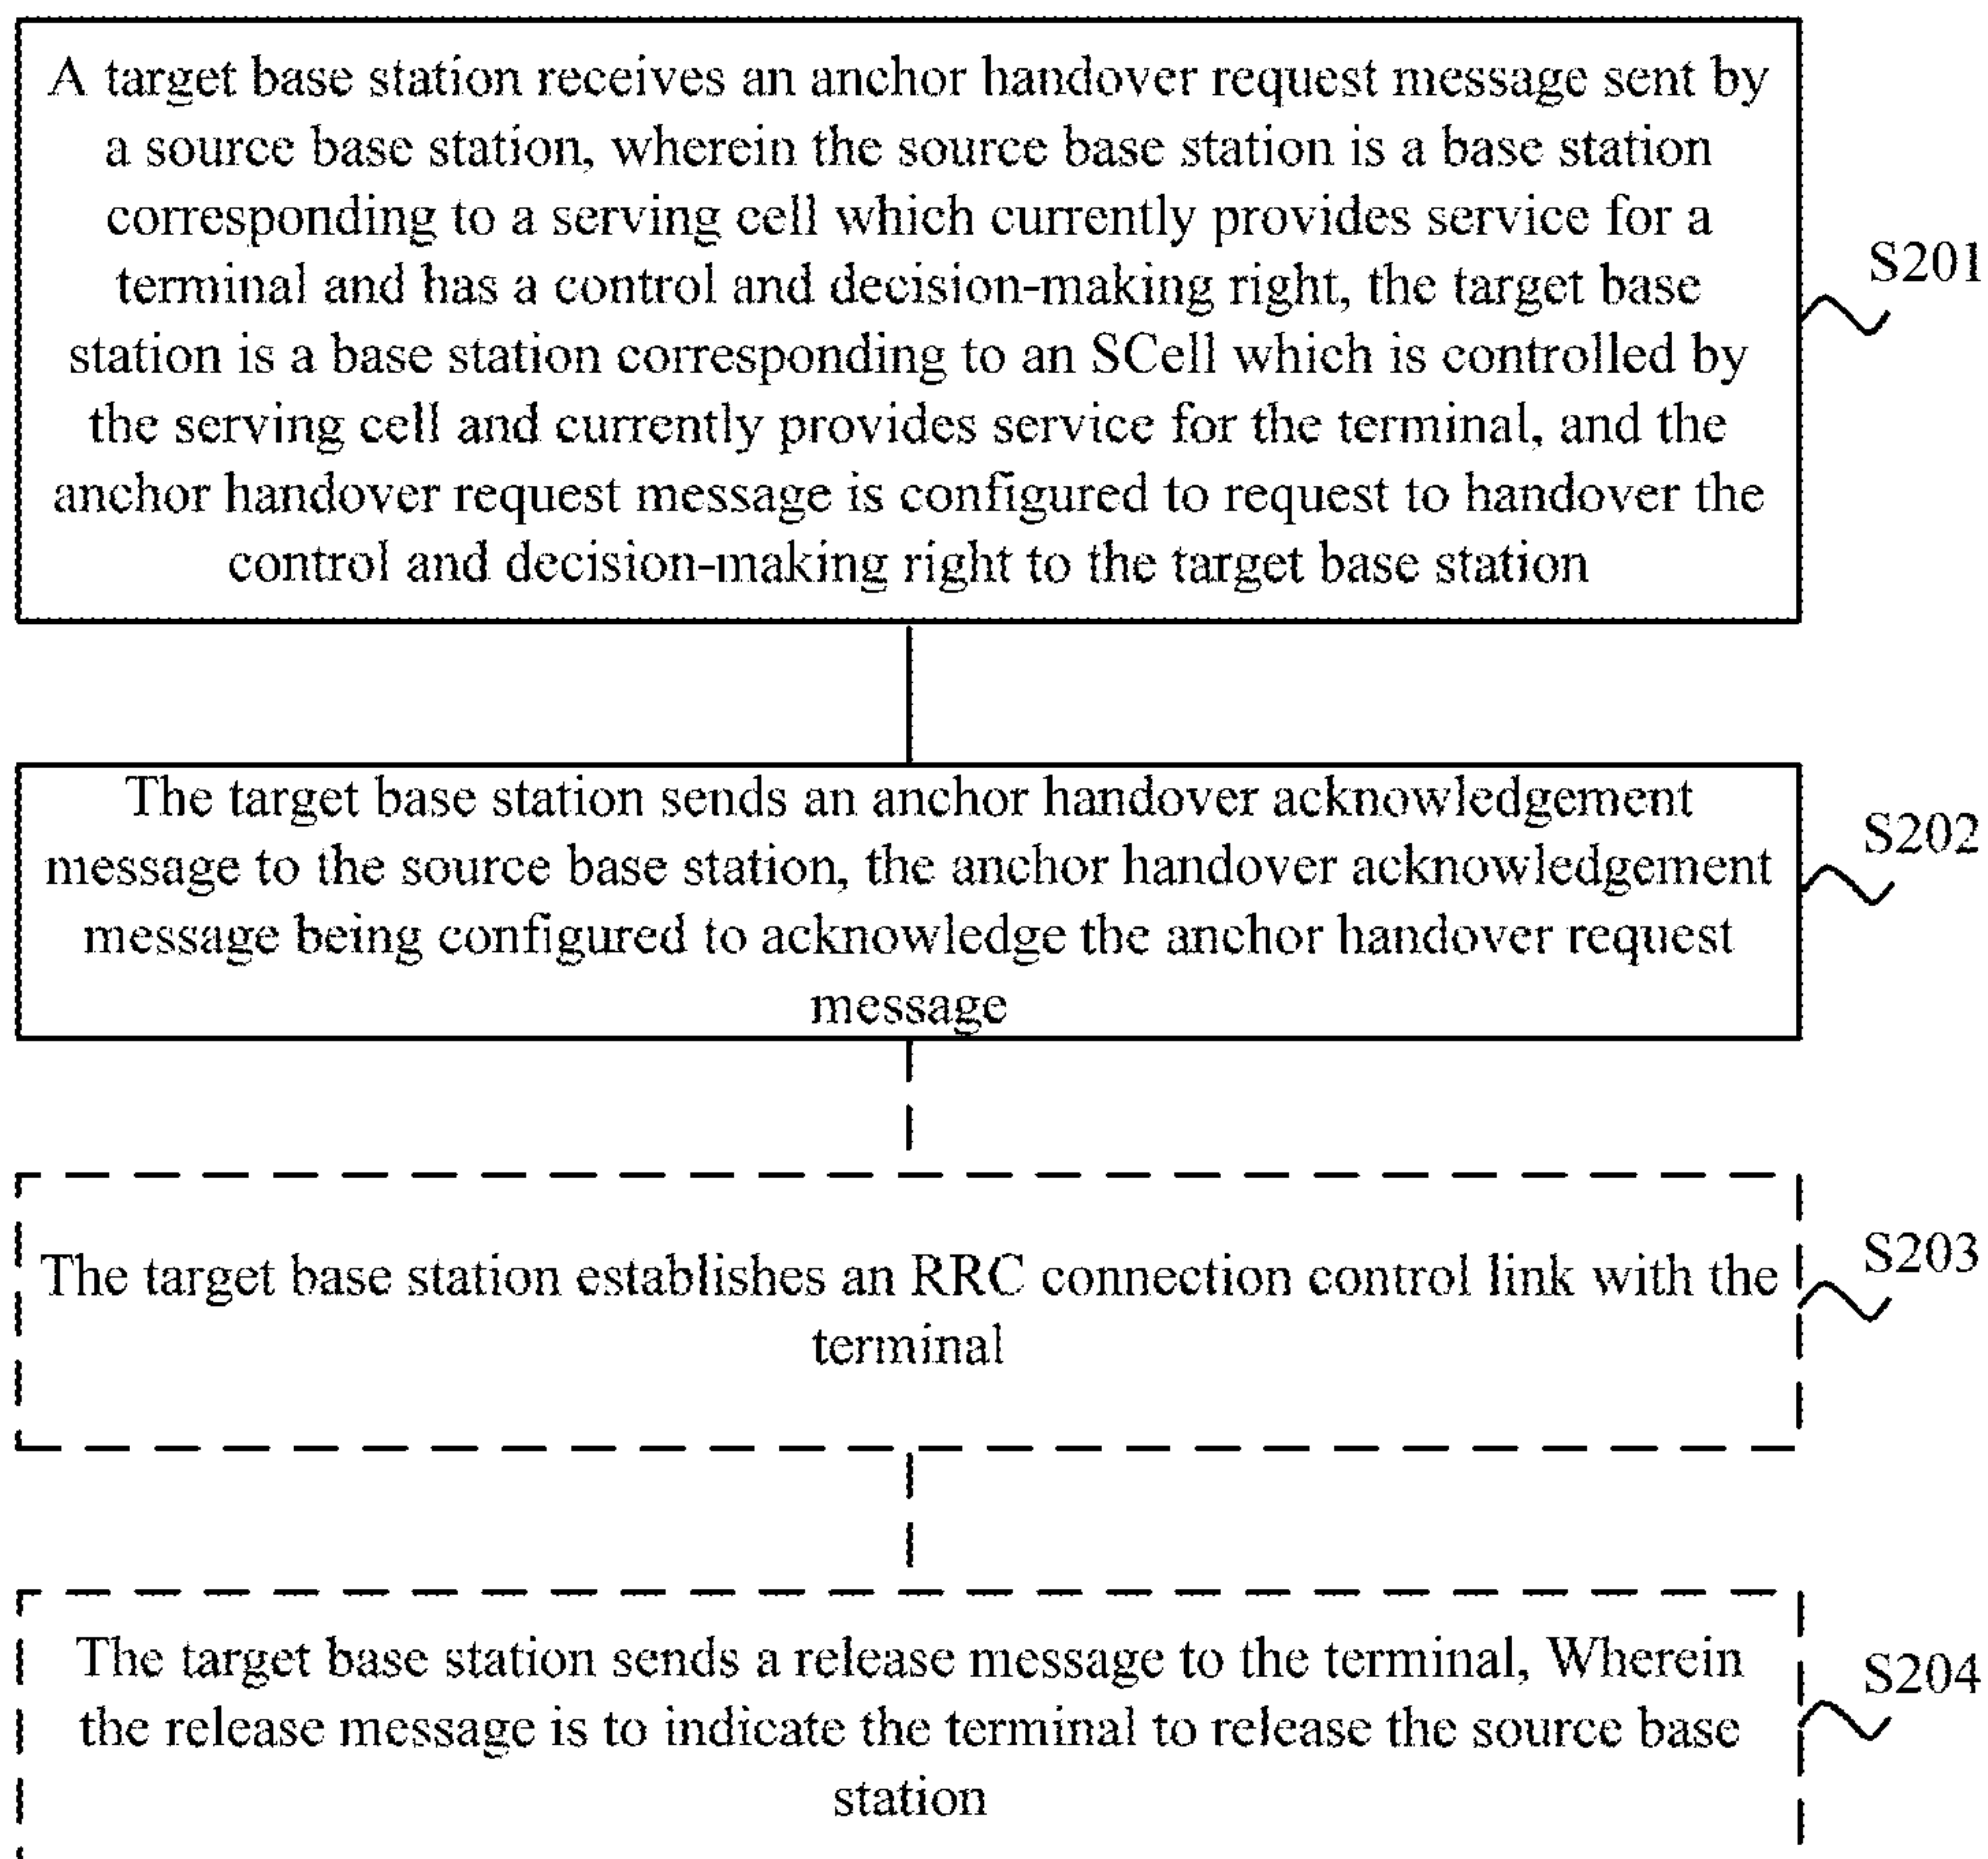 A target base station receives an anchor handover request message sent by
a source base station, wherein the source base station is a base station
corresponding to a serving cell which currently provides service for a
terminal and has a control and decision-making right, the target base
station is a base station corresponding to an SCell which is controlled by
the serving cell and currently provides service for the terminal, and the
anchor handover request message is configured to request to handover the
control and decision-making right to the target base station
S201
The target base station sends an anchor handover acknowledgement
message to the source base station, the anchor handover acknowledgement
message being configured to acknowledge the anchor handover request
message
S202
The target base station establishes an RRC connection control link with the
terminal
S203
The target base station sends a release message to the terminal, Wherein
the release message is to indicate the terminal to release the source base
station
S204